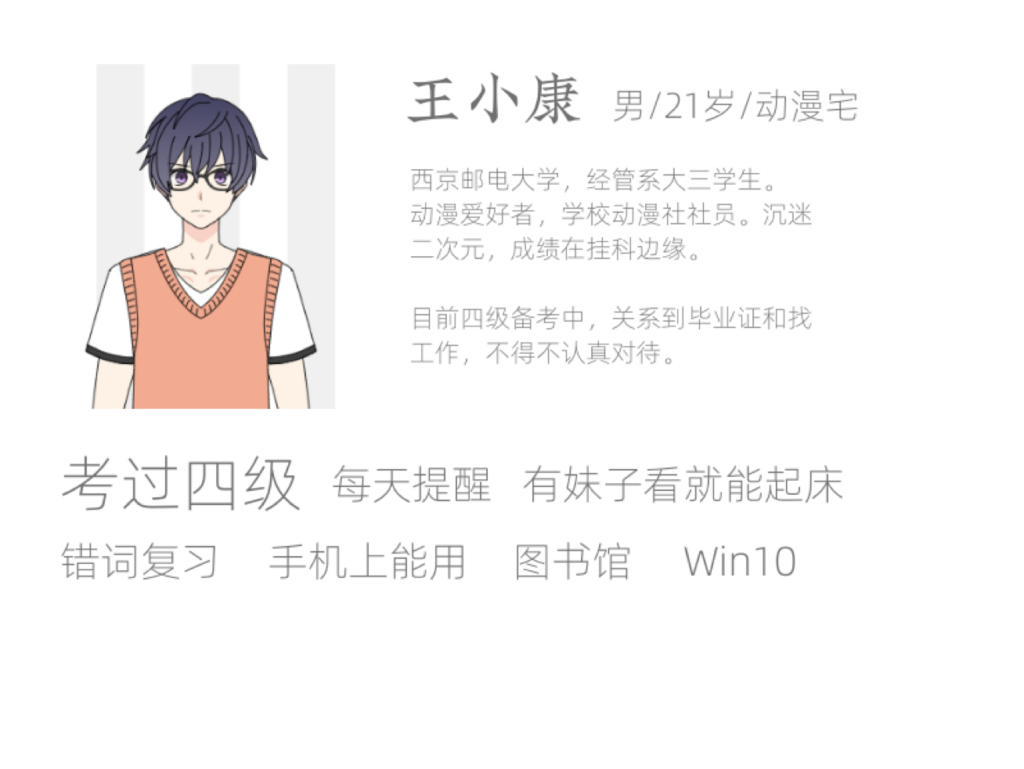 王小康 男/21岁/动漫宅
西京邮电大学，经管系大三学生。
动漫爱好者，学校动漫社社员。沉迷
二次元，成绩在挂科边缘。
目前四级备考中，关系到毕业证和找
工作，不得不认真对待。
考过四级 每天提醒 有妹子看就能起床
错词复习 手机上能用 图书馆 Win10